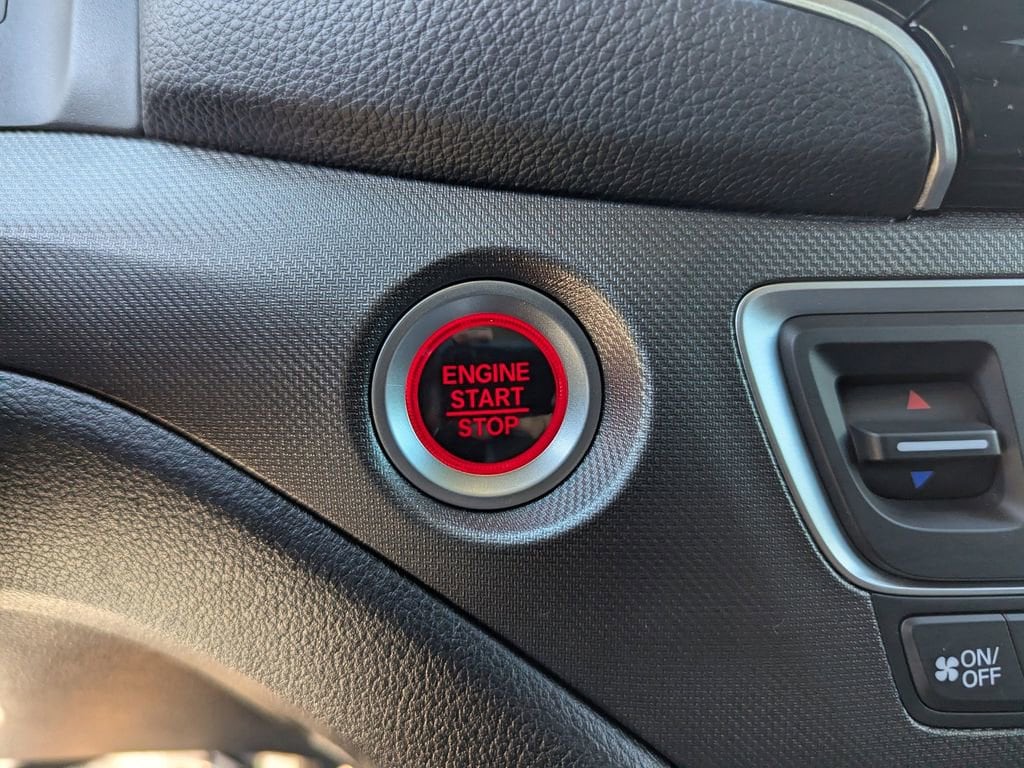 ENGINE
START
STOP
ON/
OFF